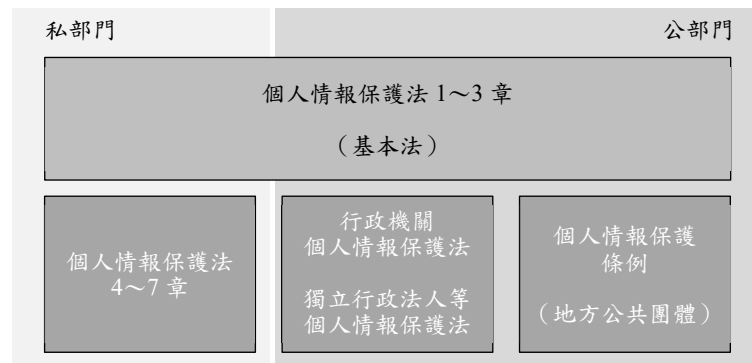 私部門
公部門
個人情報保護法 1～3 章
（基本法）
個人情報保護法
4～7 章
行政機關
個人情報保護法
獨立行政法人等
個人情報保護法
個人情報保護
條例
（地方公共團體）